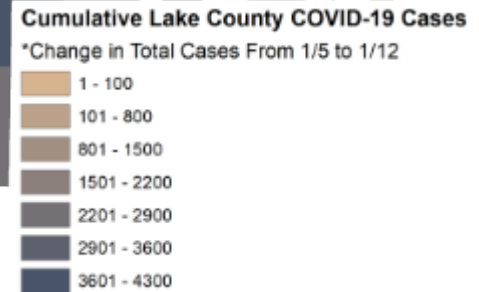 Cumulative Lake County COVID-19 Cases
*Change in Total Cases From 1/5 to 1/12
1 - 100
101 - 800
801 - 1500
1501 - 2200
2201 - 2900
2901 - 3600
3601 - 4300